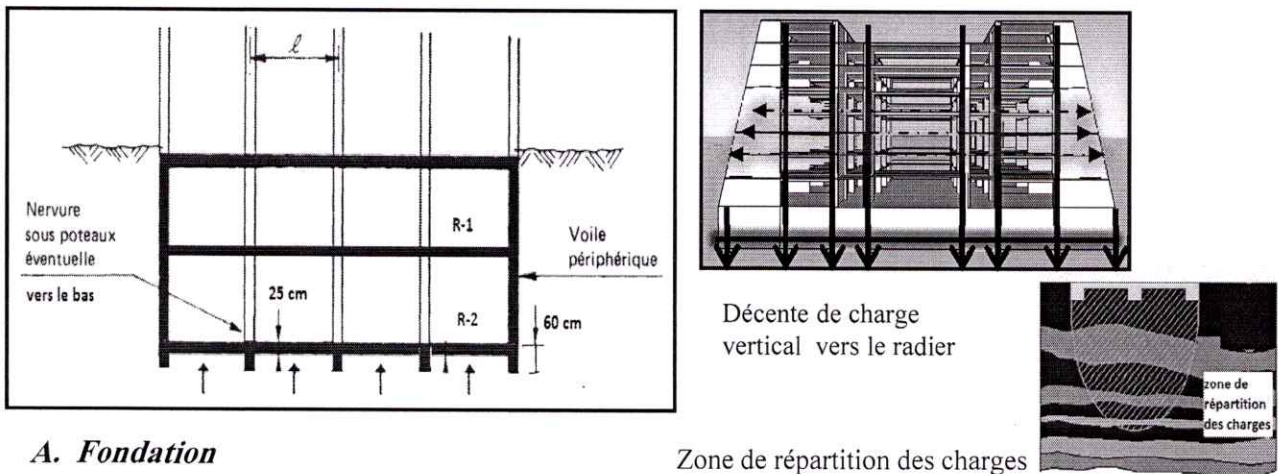 ℓ
Nervure
sous poteaux
éventuelle
vers le bas
25 cm
R-1
R-2
Voile
périphérique
60 cm
Décente de charge
vertical vers le radier
zone de
répartition
des charges
A. Fondation
Zone de répartition des charges